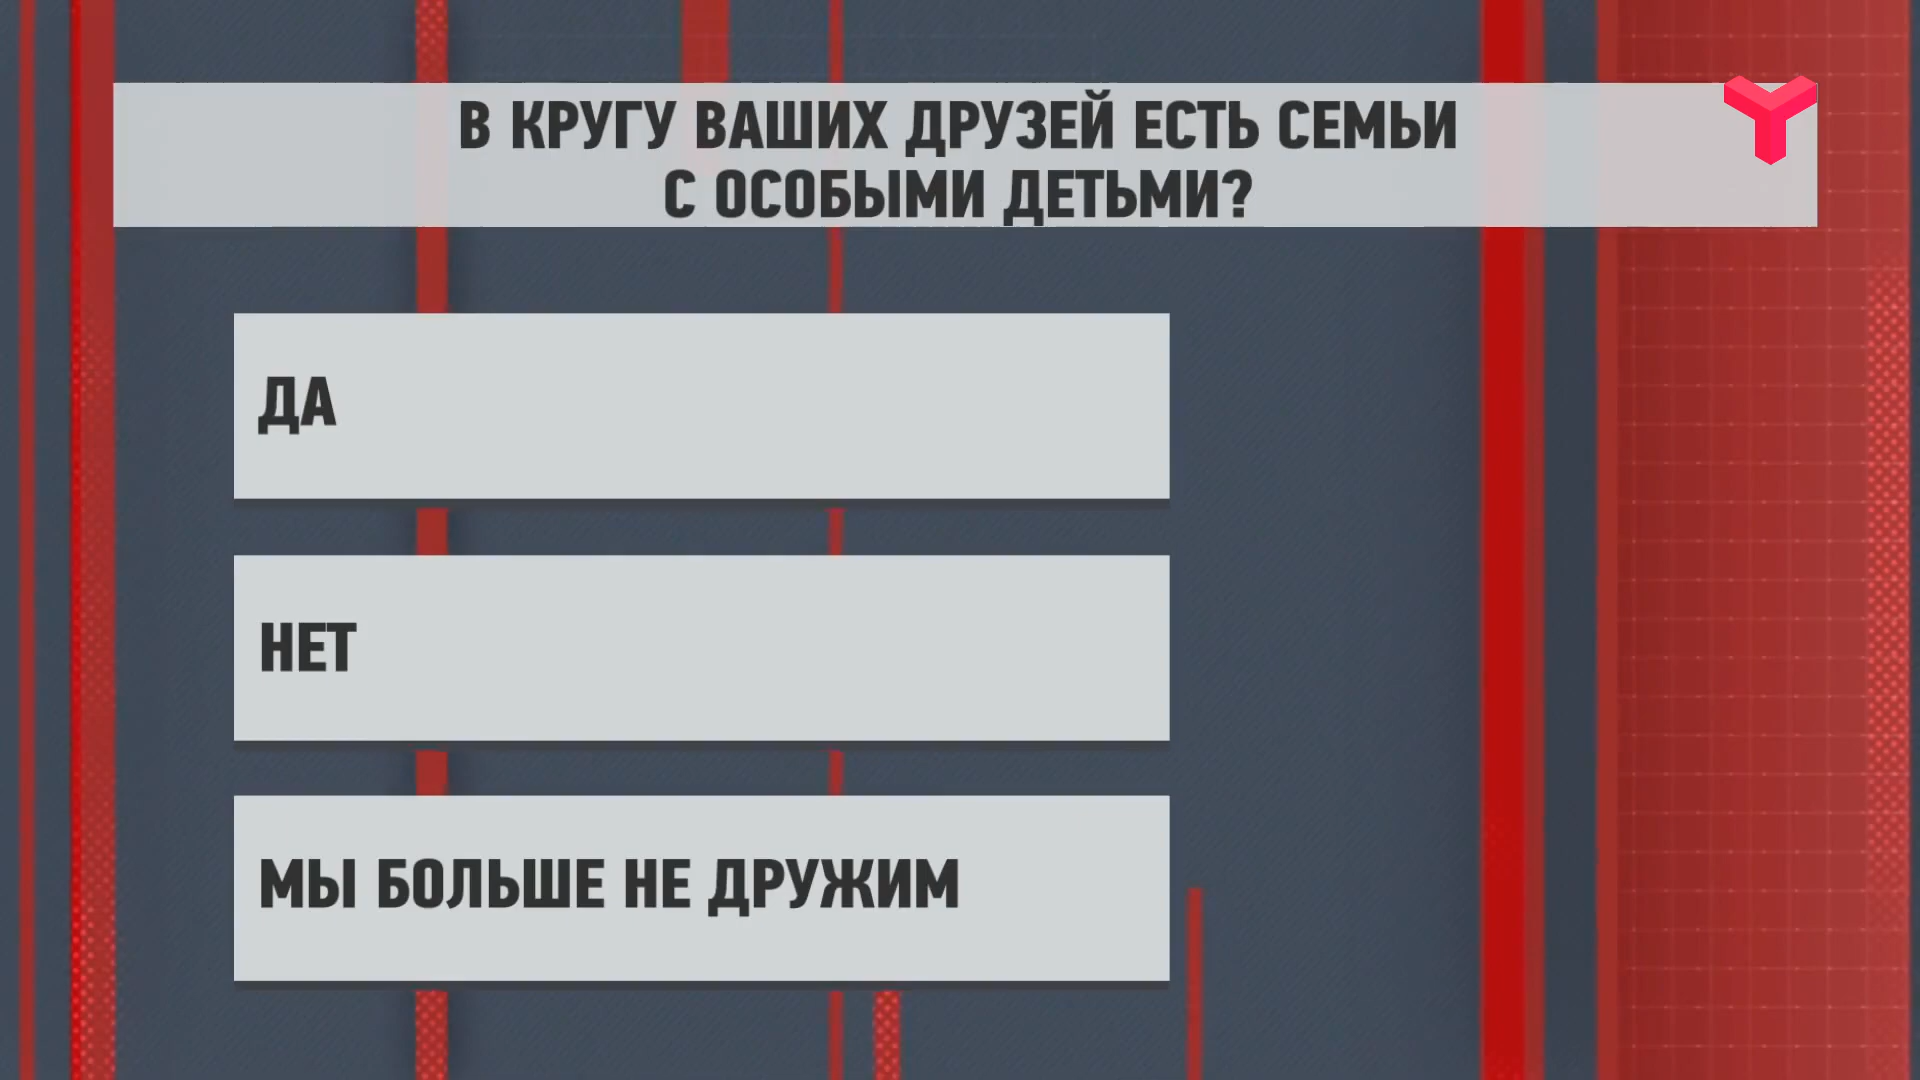 В КРУГУ ВАШИХ ДРУЗЕЙ ЕСТЬ СЕМЬИ
С ОСОБЫМИ ДЕТЬМИ?
ДА
НЕТ
МЫ БОЛЬШЕ НЕ ДРУЖИМ